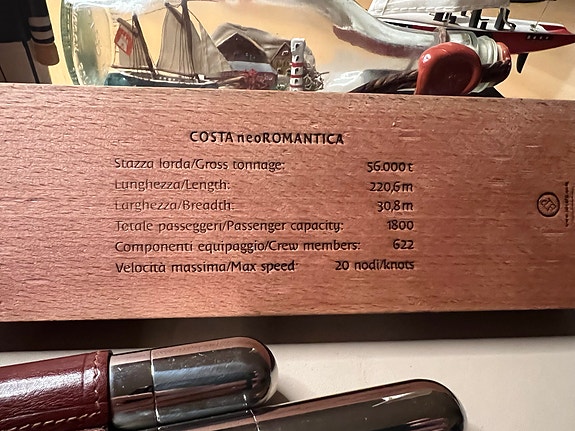 COSTA neoROMANTICA
Stazza lorda/Gross tonnage: 56.000 t
Lunghezza/Length: 220,6 m
Larghezza/Breadth: 30,8 m
Totale passeggeri/Passenger capacity: 1800
Componenti equipaggio/Crew members: 622
Velocità massima/Max speed: 20 nodi/knots